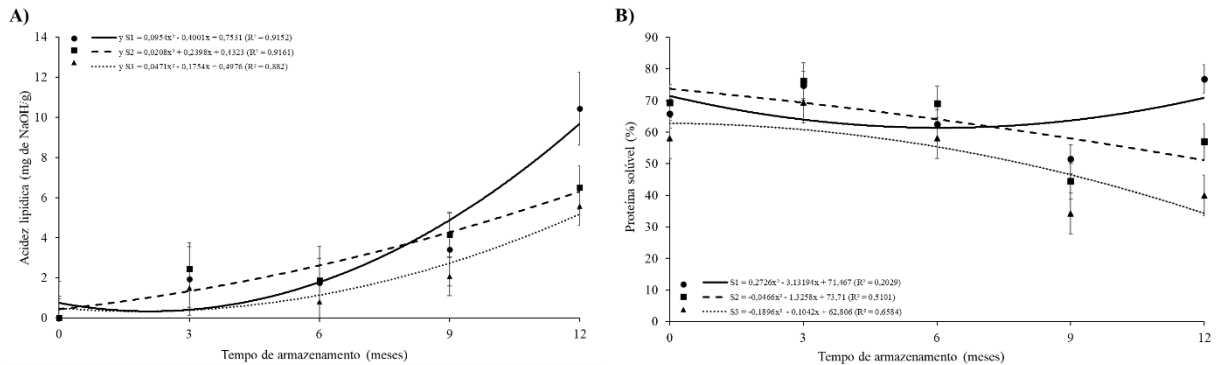 A)
Acidez lipídica (mg de NaOH/g)
14
12
10
8
6
4
2
0
y S1 = 0,0954x² - 0,4001x + 0,7531 (R² = 0,9152)
y S2 = 0,0208x² + 0,2398x + 0,4323 (R² = 0,9161)
y S3 = 0,0471x² - 0,1754x + 0,4976 (R² = 0,882)
0 3 6 9 12
Tempo de armazenamento (meses)
B)
Proteína solúvel (%)
90
80
70
60
50
40
30
20
10
0
S1 = 0,2726x² - 3,13194x + 71,467 (R² = 0,2029)
S2 = -0,0466x² - 1,3258x + 73,71 (R² = 0,5101)
S3 = -0,1896x² - 0,1042x + 62,806 (R² = 0,6584)
0 3 6 9 12
Tempo de armazenamento (meses)